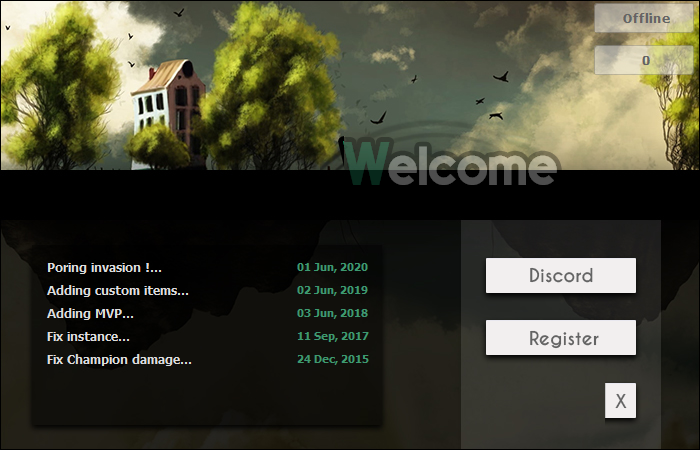 Offline
0
Welcome
Poring invasion !... 01 Jun, 2020
Adding custom items... 02 Jun, 2019
Adding MVP... 03 Jun, 2018
Fix instance... 11 Sep, 2017
Fix Champion damage... 24 Dec, 2015
Discord
Register
X